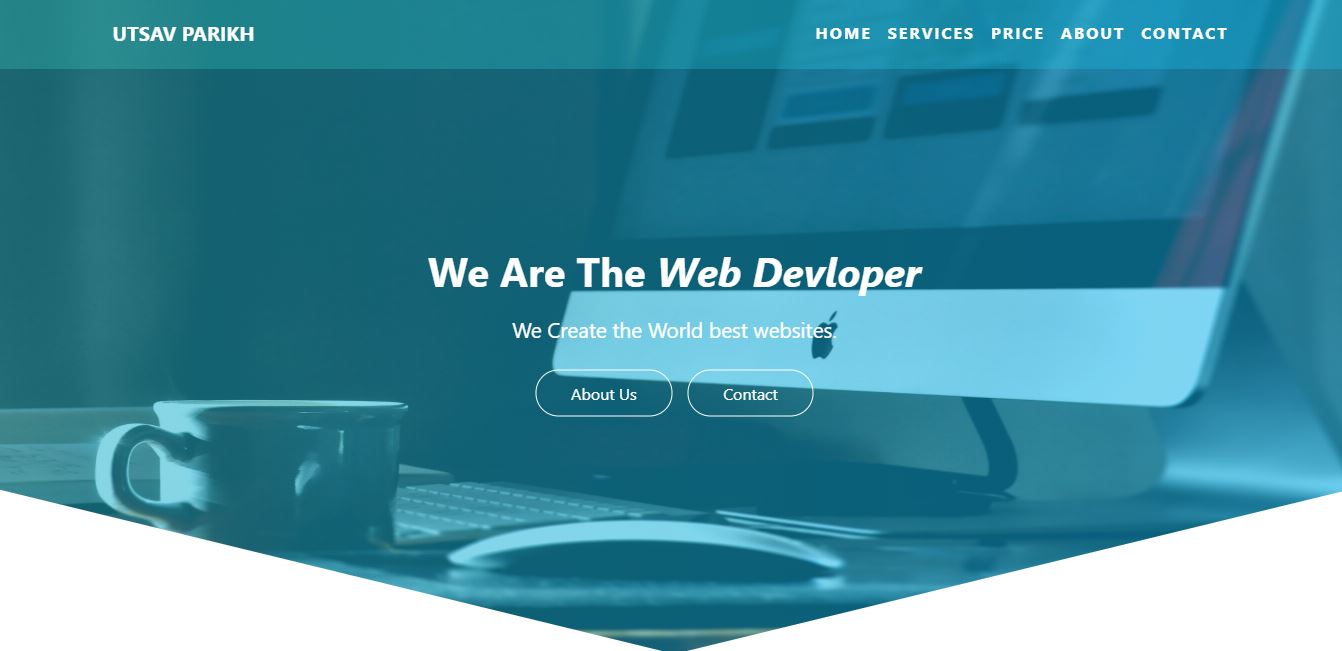 UTSAV PARIKH
HOME SERVICES PRICE ABOUT CONTACT
We Are The Web Devloper
We Create the World best websites.
About Us Contact